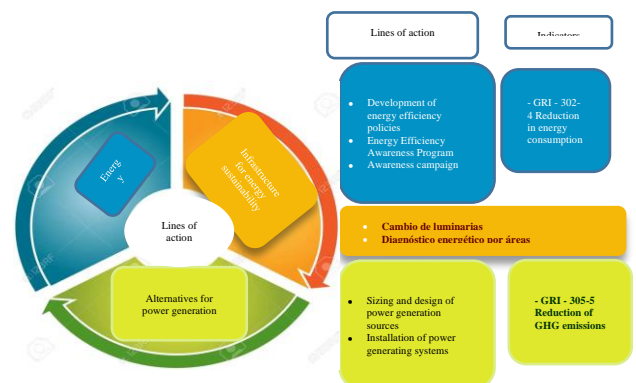 Lines of action
Indicators
• Development of
energy efficiency
policies
• Energy Efficiency
Awareness Program
• Awareness campaign
- GRI - 302-
4 Reduction
in energy
consumption
Energ
y
Infrastructure
for energy
sustainability
Lines of
action
Alternatives for
power generation
• Cambio de luminarias
• Diagnóstico energético por áreas
• Sizing and design of
power generation
sources
• Installation of power
generating systems
- GRI - 305-5
Reduction of
GHG emissions